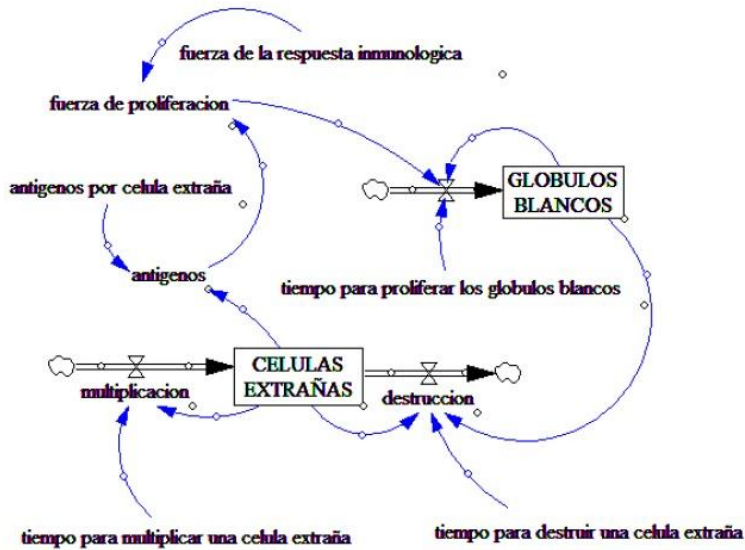 fuerza de la respuesta inmunologica
fuerza de proliferacion
antigenos por celula extraña
GLOBULOS
BLANCOS
antigenos
tiempo para proliferar los globulos blancos
CELULAS
EXTRAÑAS
multiplicacion
destruccion
tiempo para multiplicar una celula extraña
tiempo para destruir una celula extraña